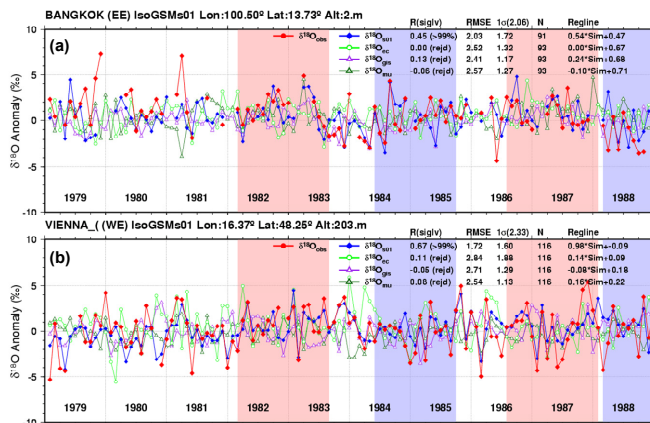 BANGKOK (EE) IsoGSMs01 Lon:100.50º Lat:13.73º Alt:2.m
(a)
R(siglv) RMSE 1σ(2.06) N Regline
δ¹⁸Oobs δ¹⁸Osu1 0.45 (>99%) 2.03 1.72 91 0.54*Sim+0.47
δ¹⁸Oec 0.00 (rejd) 2.52 1.32 93 0.00*Sim+0.67
δ¹⁸Ogis 0.13 (rejd) 2.41 1.17 93 0.24*Sim+0.68
δ¹⁸Omu -0.06 (rejd) 2.57 1.27 93 -0.10*Sim+0.71
δ¹⁸O Anomaly (‰)
10
5
0
-5
-10
1979 1980 1981 1982 1983 1984 1985 1986 1987 1988
VIENNA_( (WE) IsoGSMs01 Lon:16.37º Lat:48.25º Alt:203.m
(b)
R(siglv) RMSE 1σ(2.33) N Regline
δ¹⁸Oobs δ¹⁸Osu1 0.67 (>99%) 1.72 1.60 116 0.98*Sim+-0.09
δ¹⁸Oec 0.11 (rejd) 2.84 1.88 116 0.14*Sim+0.09
δ¹⁸Ogis -0.05 (rejd) 2.71 1.29 116 -0.08*Sim+0.18
δ¹⁸Omu 0.08 (rejd) 2.54 1.13 116 0.16*Sim+0.22
δ¹⁸O Anomaly (‰)
10
5
0
-5
-10
1979 1980 1981 1982 1983 1984 1985 1986 1987 1988